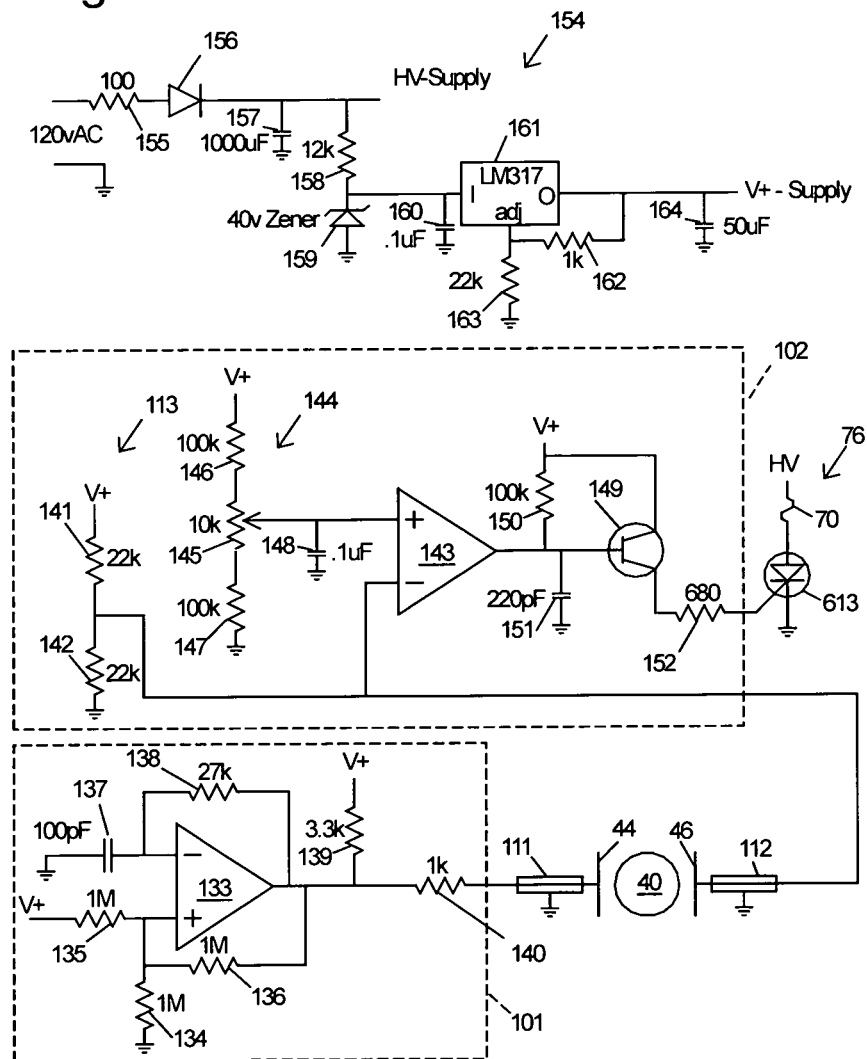 154
156
100
HV-Supply
120vAC
155
157
1000uF
161
12k
158
LM317
I
O
adj
V+ - Supply
40v Zener
160
.1uF
164
50uF
159
22k
1k
162
163
102
113
V+
144
76
100k
146
V+
149
HV
V+
141
100k
150
70
22k
10k
145
148
.1uF
+
143
−
613
142
22k
100k
147
220pF
151
680
152
138
27k
V+
137
100pF
3.3k
139
44
46
−
133
+
1k
111
112
40
V+
1M
135
1M
136
140
1M
134
101